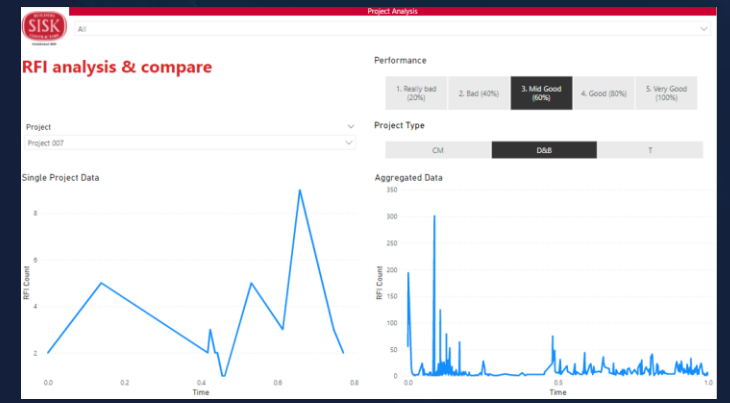 Project Analysis
SISK
All
RFI analysis & compare
Performance
1. Really bad
(20%)
2. Bad (40%)
3. Mid Good
(60%)
4. Good (80%)
5. Very Good
(100%)
Project
Project 007
Project Type
CM
D&B
T
Single Project Data
RFI Count
8
6
4
2
0.0
0.2
0.4
0.6
0.8
Time
Aggregated Data
RFI Count
350
300
250
200
150
100
50
0
0.0
0.5
1.0
Time